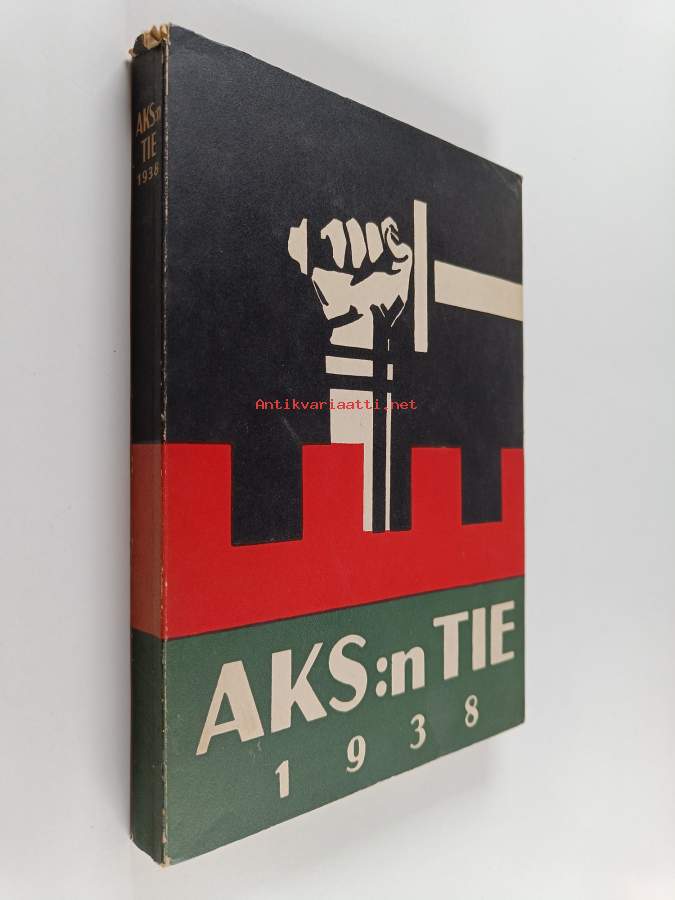 AKS:n
TIE
1938
Antikvariaatti.net
AKS:n TIE
1938